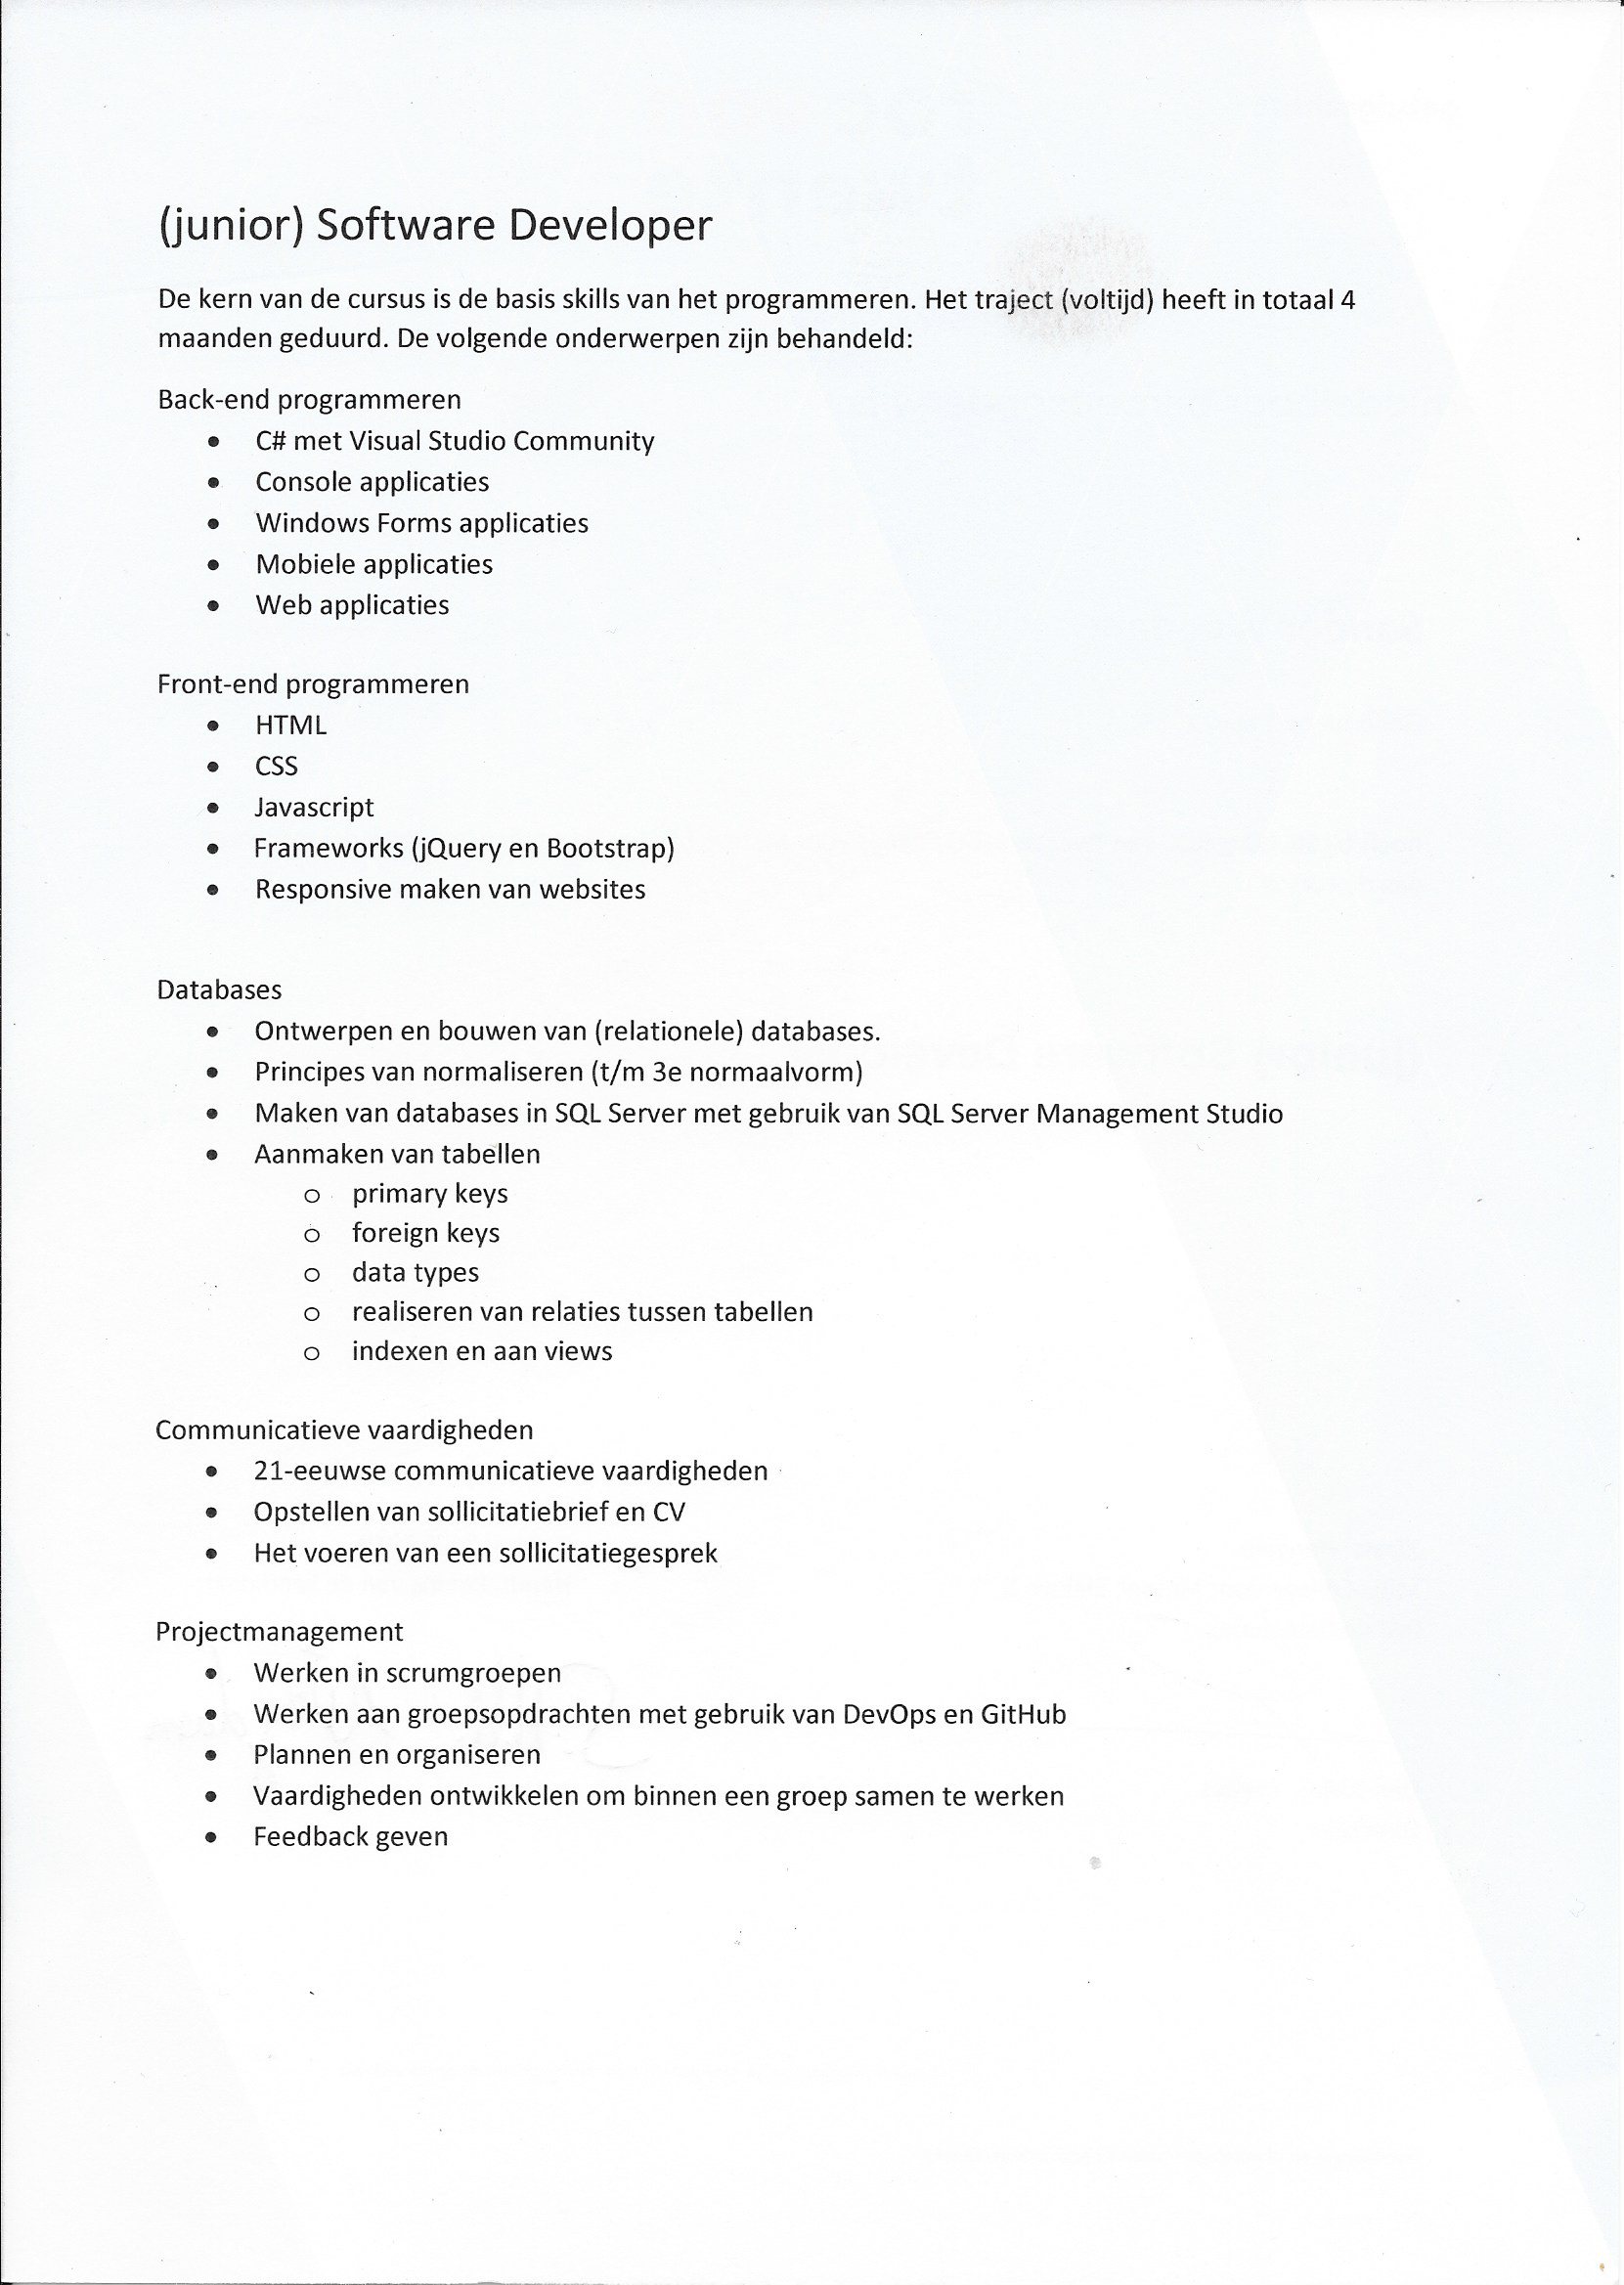 (junior) Software Developer
De kern van de cursus is de basis skills van het programmeren. Het traject (voltijd) heeft in totaal 4
maanden geduurd. De volgende onderwerpen zijn behandeld:
Back-end programmeren
• C# met Visual Studio Community
• Console applicaties
• Windows Forms applicaties
• Mobiele applicaties
• Web applicaties
Front-end programmeren
• HTML
• CSS
• Javascript
• Frameworks (jQuery en Bootstrap)
• Responsive maken van websites
Databases
• Ontwerpen en bouwen van (relationele) databases.
• Principes van normaliseren (t/m 3e normaalvorm)
• Maken van databases in SQL Server met gebruik van SQL Server Management Studio
• Aanmaken van tabellen
o primary keys
o foreign keys
o data types
o realiseren van relaties tussen tabellen
o indexen en aan views
Communicatieve vaardigheden
• 21-eeuwse communicatieve vaardigheden
• Opstellen van sollicitatiebrief en CV
• Het voeren van een sollicitatiegesprek
Projectmanagement
• Werken in scrumgroepen
• Werken aan groepsopdrachten met gebruik van DevOps en GitHub
• Plannen en organiseren
• Vaardigheden ontwikkelen om binnen een groep samen te werken
• Feedback geven